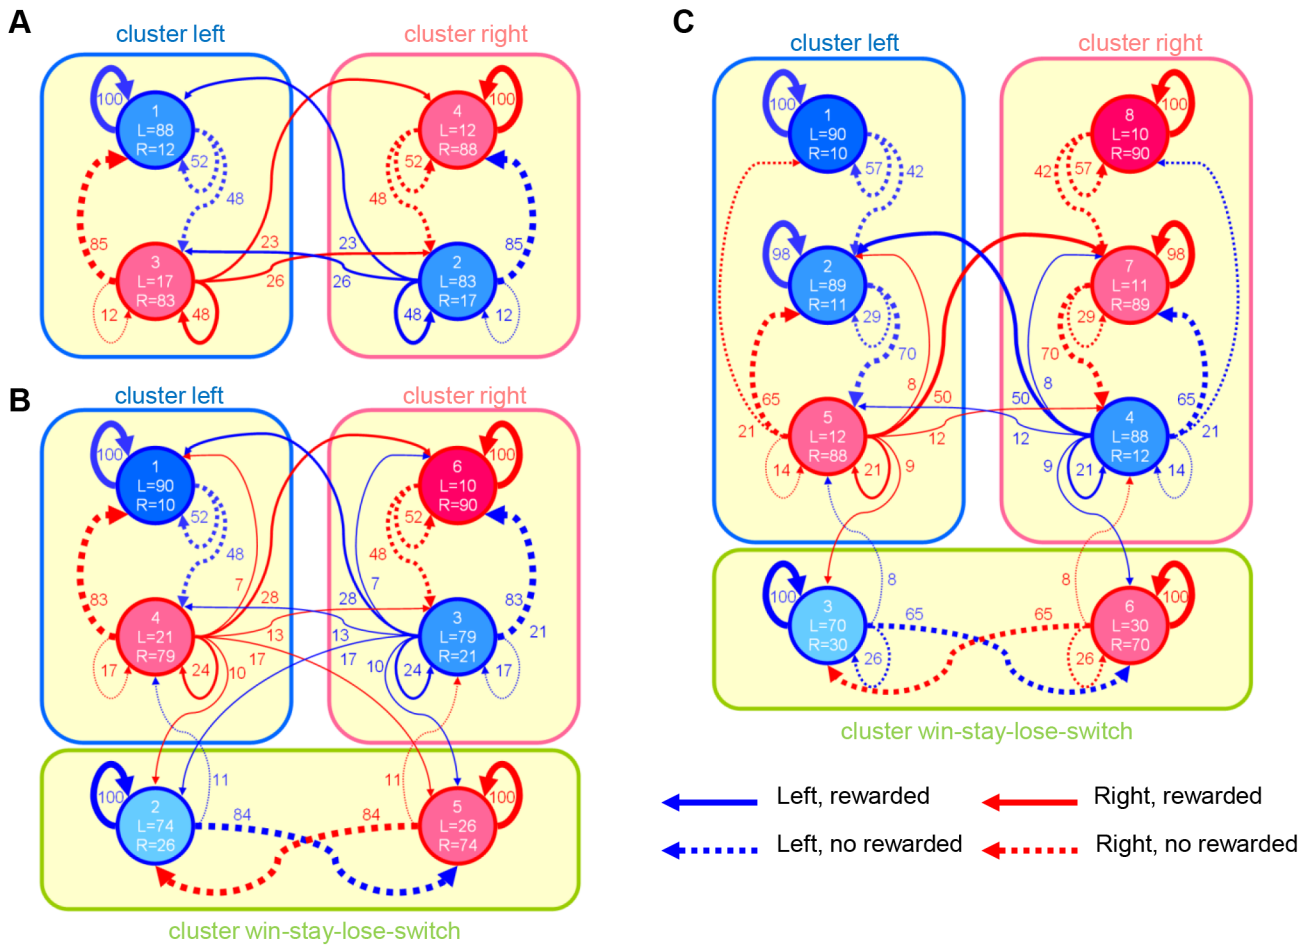 A
cluster left
cluster right
100
1
L=88
R=12
52
48
4
L=12
R=88
100
52
48
85
3
L=17
R=83
12
48
23
26
23
26
2
L=83
R=17
48
12
85
B
cluster left
cluster right
100
1
L=90
R=10
52
48
6
L=10
R=90
100
52
48
7
7
28
28
83
83
21
4
L=21
R=79
17
24
13
13
10
17
17
10
3
L=79
R=21
24
17
11
11
100
2
L=74
R=26
84
84
5
L=26
R=74
100
cluster win-stay-lose-switch
C
cluster left
cluster right
100
1
L=90
R=10
57
42
8
L=10
R=90
100
42
57
98
2
L=89
R=11
29
70
7
L=11
R=89
98
29
70
8
8
50
50
65
65
21
21
5
L=12
R=88
14
21
12
12
9
9
4
L=88
R=12
21
14
8
8
100
3
L=70
R=30
26
65
65
6
L=30
R=70
100
26
cluster win-stay-lose-switch
Left, rewarded
Right, rewarded
Left, no rewarded
Right, no rewarded